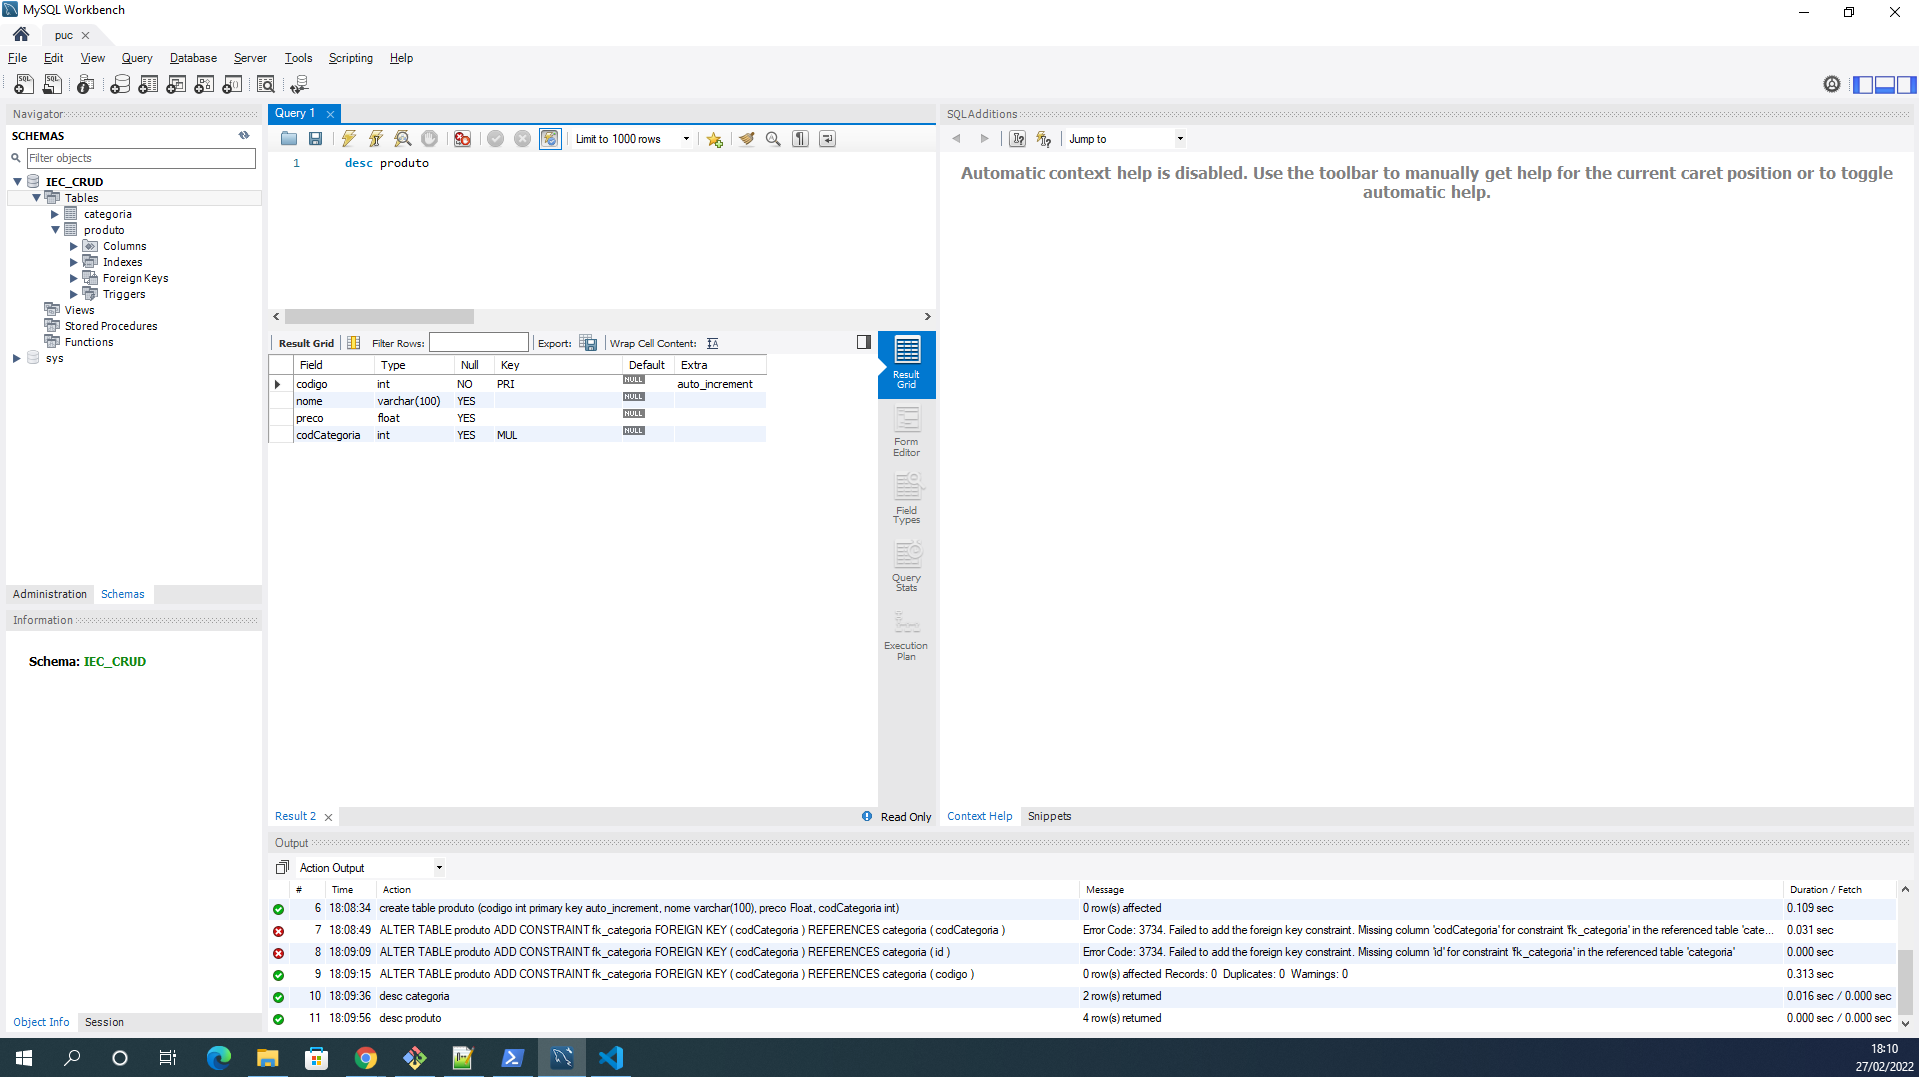 MySQL Workbench
puc
File Edit View Query Database Server Tools Scripting Help
Navigator
SCHEMAS
Filter objects
IEC_CRUD
Tables
categoria
produto
Columns
Indexes
Foreign Keys
Triggers
Views
Stored Procedures
Functions
sys
Administration Schemas
Information
Schema: IEC_CRUD
Object Info Session
Query 1
Limit to 1000 rows
1 desc produto
Result Grid Filter Rows: Export: Wrap Cell Content:
Field Type Null Key Default Extra
codigo int NO PRI NULL auto_increment
nome varchar(100) YES NULL
preco float YES NULL
codCategoria int YES MUL NULL
Result
Grid
Form
Editor
Field
Types
Query
Stats
Execution
Plan
Result 2 Read Only
SQLAdditions
Jump to
Automatic context help is disabled. Use the toolbar to manually get help for the current caret position or to toggle
automatic help.
Context Help Snippets
Output
Action Output
# Time Action Message Duration / Fetch
6 18:08:34 create table produto (codigo int primary key auto_increment, nome varchar(100), preco Float, codCategoria int) 0 row(s) affected 0.109 sec
7 18:08:49 ALTER TABLE produto ADD CONSTRAINT fk_categoria FOREIGN KEY ( codCategoria ) REFERENCES categoria ( codCategoria ) Error Code: 3734. Failed to add the foreign key constraint. Missing column 'codCategoria' for constraint 'fk_categoria' in the referenced table 'cate... 0.031 sec
8 18:09:09 ALTER TABLE produto ADD CONSTRAINT fk_categoria FOREIGN KEY ( codCategoria ) REFERENCES categoria ( id ) Error Code: 3734. Failed to add the foreign key constraint. Missing column 'id' for constraint 'fk_categoria' in the referenced table 'categoria' 0.000 sec
9 18:09:15 ALTER TABLE produto ADD CONSTRAINT fk_categoria FOREIGN KEY ( codCategoria ) REFERENCES categoria ( codigo ) 0 row(s) affected Records: 0 Duplicates: 0 Warnings: 0 0.313 sec
10 18:09:36 desc categoria 2 row(s) returned 0.016 sec / 0.000 sec
11 18:09:56 desc produto 4 row(s) returned 0.000 sec / 0.000 sec
18:10
27/02/2022